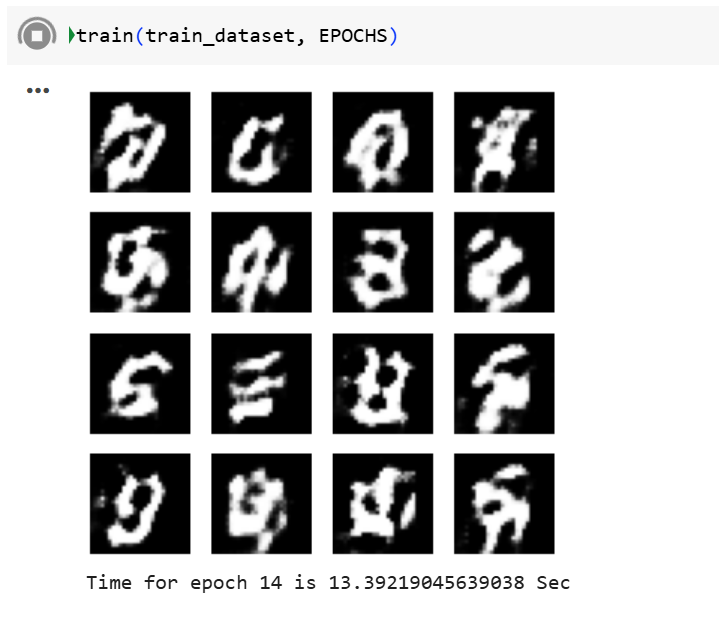 train(train_dataset, EPOCHS)
Time for epoch 14 is 13.39219045639038 Sec